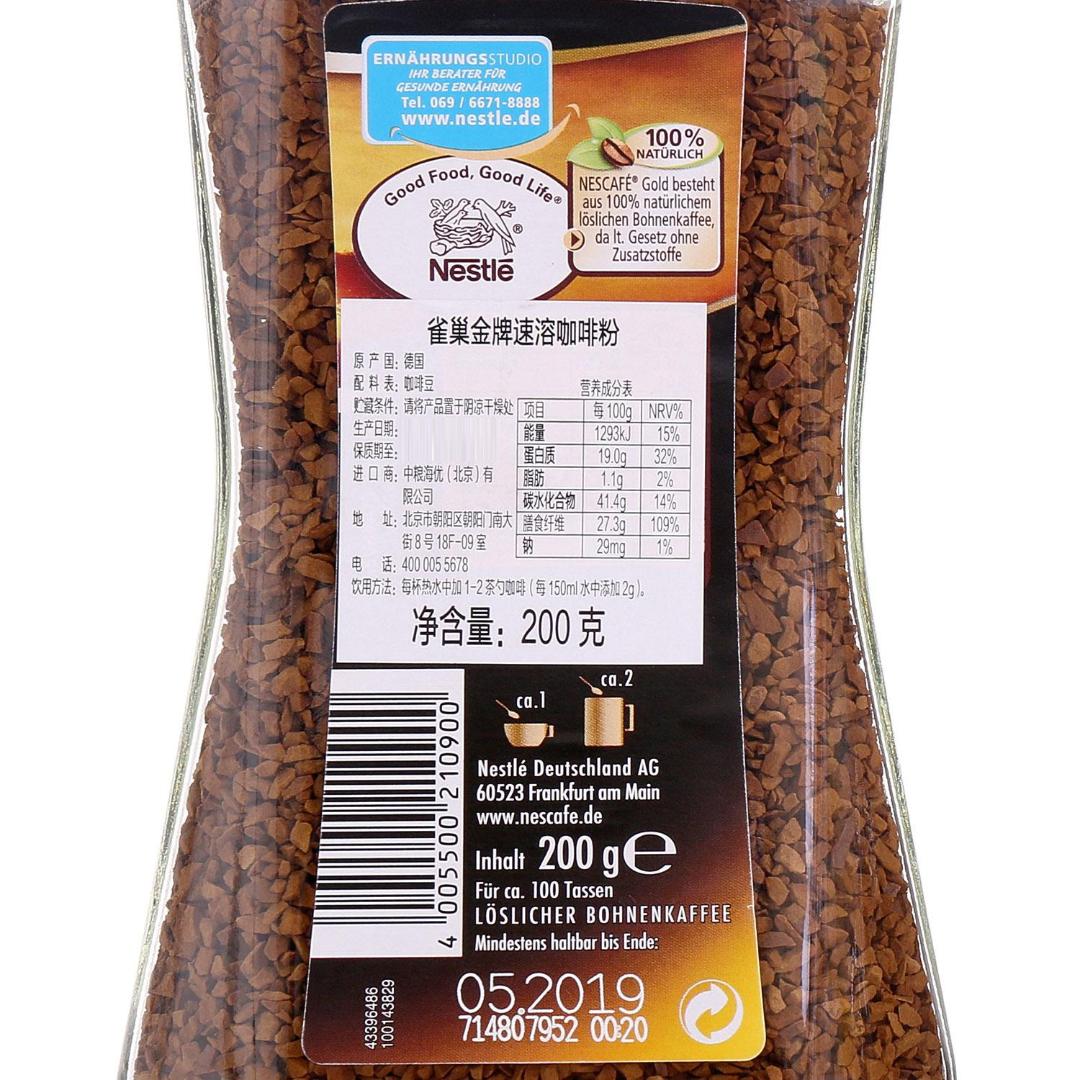 ERNÄHRUNGSSTUDIO
IHR BERATER FÜR
GESUNDE ERNÄHRUNG
Tel. 069 / 6671-8888
www.nestle.de
100%
NATÜRLICH
NESCAFÉ® Gold besteht
aus 100% natürlichem
löslichen Bohnenkaffee,
da lt. Gesetz ohne
Zusatzstoffe
Good Food, Good Life®
Nestlé®
雀巢金牌速溶咖啡粉
原产国：德国
配料表：咖啡豆
贮藏条件：请将产品置于阴凉干燥处
生产日期：
保质期至：
进口商：中粮海优（北京）有
限公司
地 址：北京市朝阳区朝阳门南大
街8号18F-09室
电 话：400 005 5678
营养成分表
项目 每100g NRV%
能量 1293kJ 15%
蛋白质 19.0g 32%
脂肪 1.1g 2%
碳水化合物 41.4g 14%
膳食纤维 27.3g 109%
钠 29mg 1%
饮用方法：每杯热水中加1-2茶勺咖啡（每150ml水中添加2g）。
净含量：200克
ca.1
ca.2
4 005500 210900
Nestlé Deutschland AG
60523 Frankfurt am Main
www.nescafe.de
Inhalt 200 g ℮
Für ca. 100 Tassen
LÖSLICHER BOHNENKAFFEE
Mindestens haltbar bis Ende:
05.2019
714807952 00:20
43396486
100143829